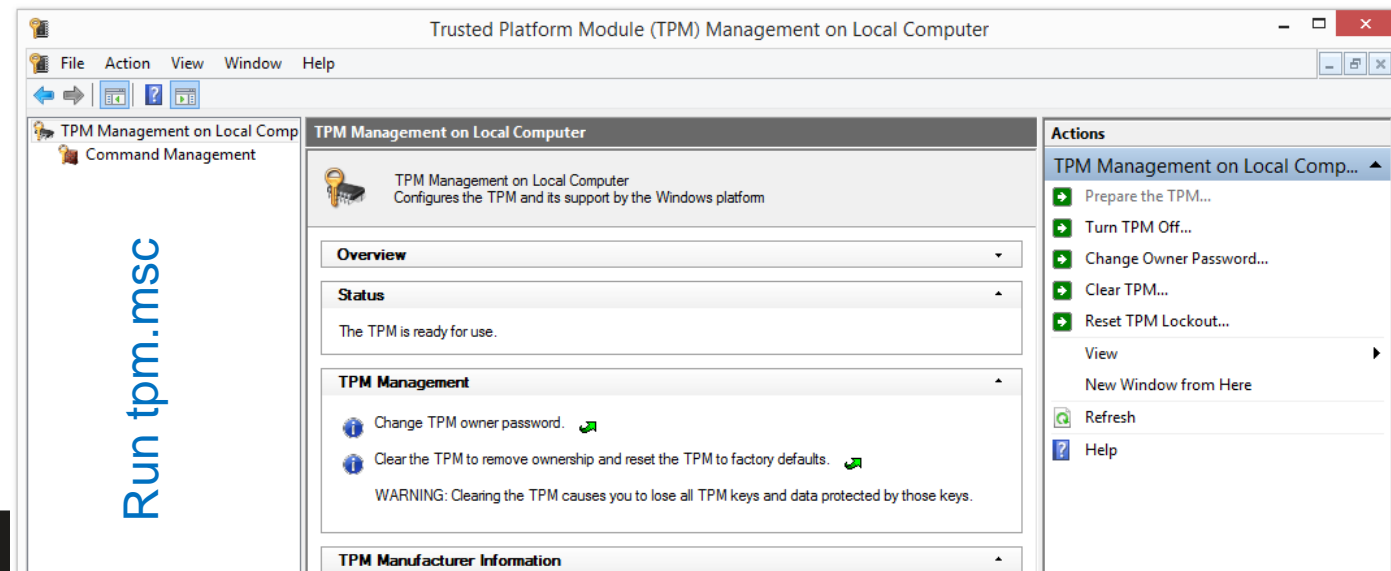 Trusted Platform Module (TPM) Management on Local Computer
File Action View Window Help
TPM Management on Local Comp
Command Management
Run tpm.msc
TPM Management on Local Computer
TPM Management on Local Computer
Configures the TPM and its support by the Windows platform
Overview
Status
The TPM is ready for use.
TPM Management
Change TPM owner password.
Clear the TPM to remove ownership and reset the TPM to factory defaults.
WARNING: Clearing the TPM causes you to lose all TPM keys and data protected by those keys.
TPM Manufacturer Information
Actions
TPM Management on Local Comp...
Prepare the TPM...
Turn TPM Off...
Change Owner Password...
Clear TPM...
Reset TPM Lockout...
View
New Window from Here
Refresh
Help